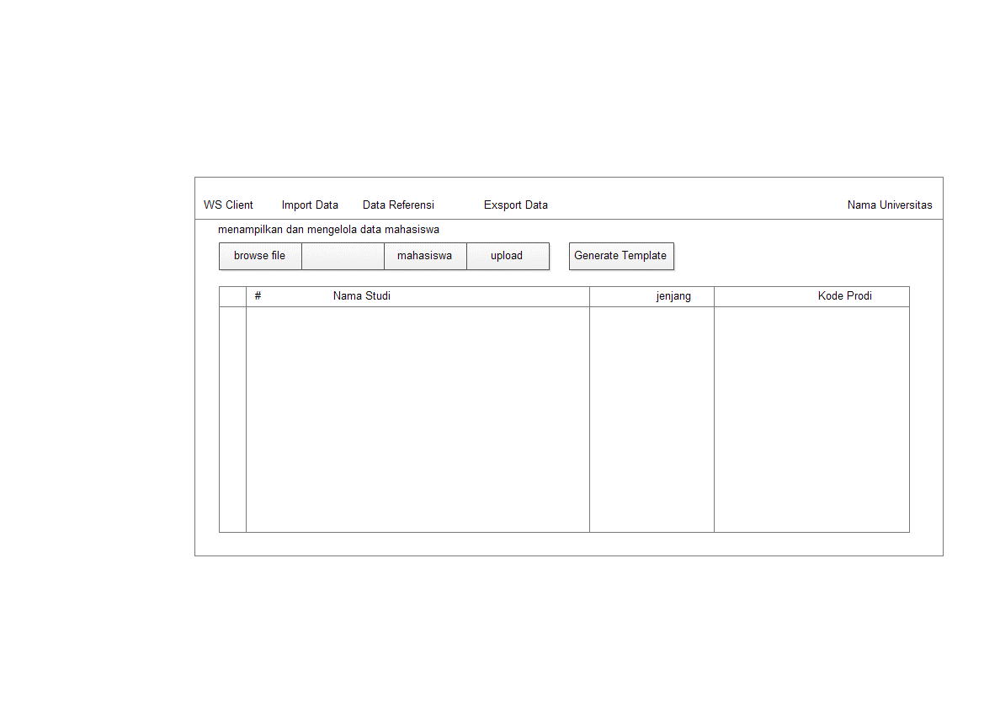 WS Client Import Data Data Referensi Exsport Data Nama Universitas
menampilkan dan mengelola data mahasiswa
browse file mahasiswa upload Generate Template
# Nama Studi jenjang Kode Prodi